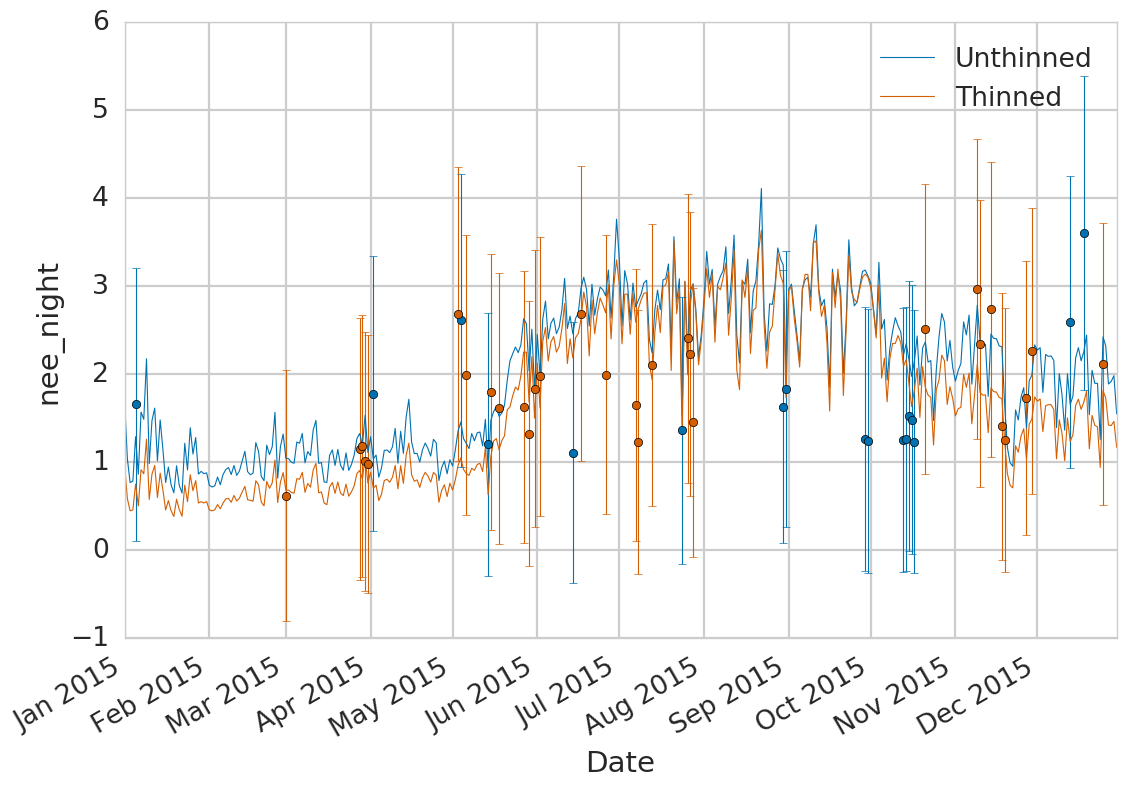 6
5
4
3
2
1
0
−1
nee_night
Unthinned
Thinned
Jan 2015
Feb 2015
Mar 2015
Apr 2015
May 2015
Jun 2015
Jul 2015
Aug 2015
Sep 2015
Oct 2015
Nov 2015
Dec 2015
Date